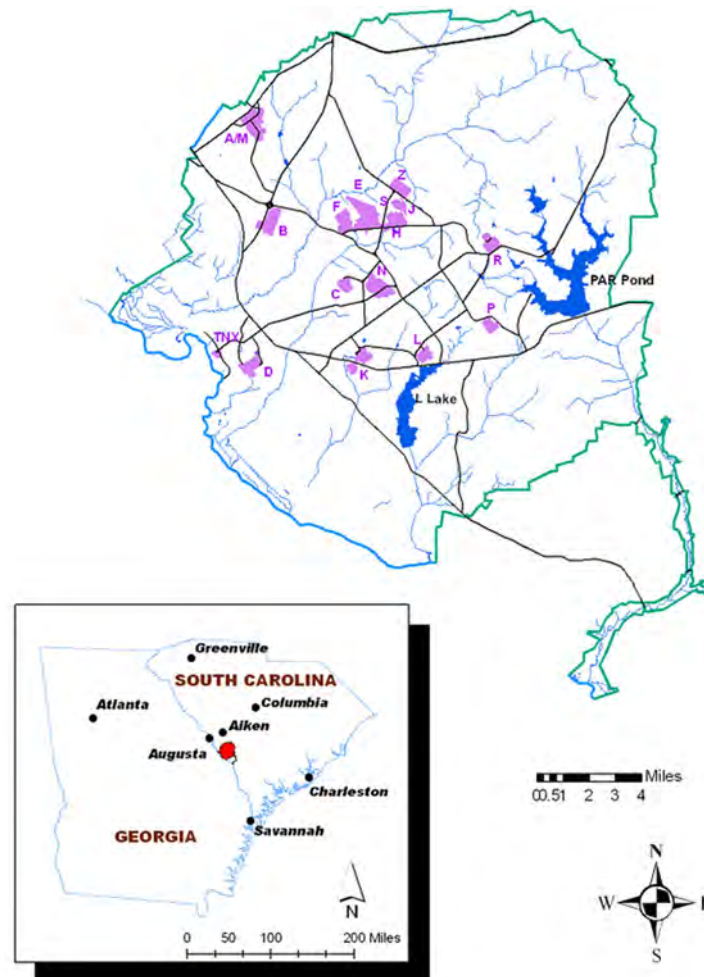 A/M
Z
E
S
J
F
H
B
R
N
C
PAR Pond
P
TNX
L
D
K
L Lake
Greenville
SOUTH CAROLINA
Atlanta
Columbia
Aiken
Augusta
Charleston
GEORGIA
Savannah
N
0 50 100 200 Miles
Miles
0 0.5 1 2 3 4
N
W
S